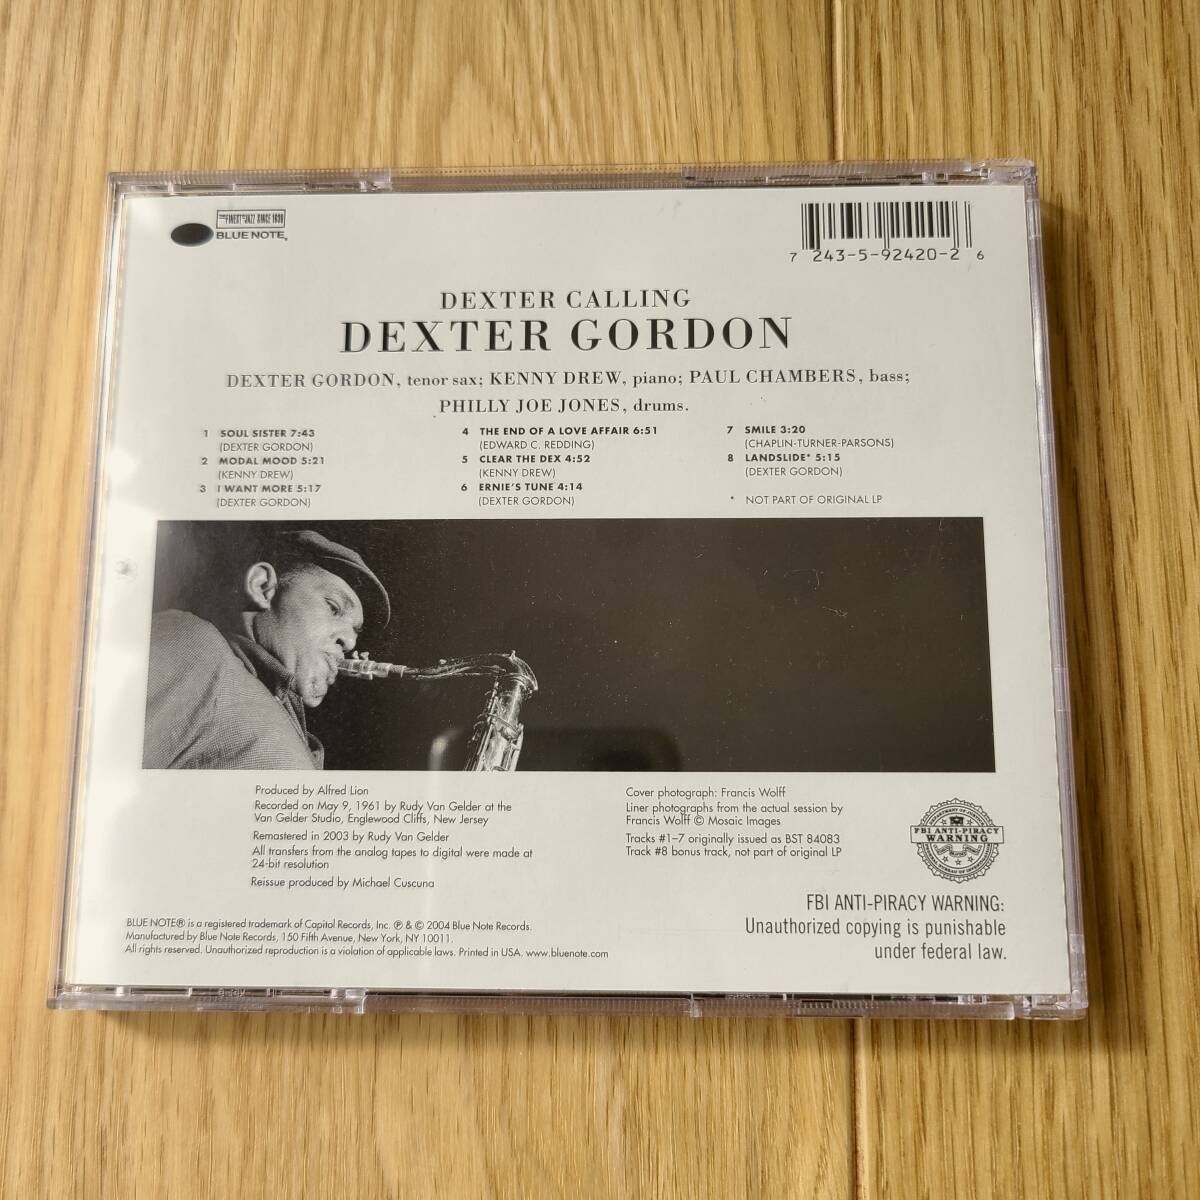 THE FINEST IN JAZZ SINCE 1939
BLUE NOTE®
7 243-5-92420-2 6
DEXTER CALLING
DEXTER GORDON
DEXTER GORDON, tenor sax; KENNY DREW, piano; PAUL CHAMBERS, bass;
PHILLY JOE JONES, drums.
1 SOUL SISTER 7:43
(DEXTER GORDON)
2 MODAL MOOD 5:21
(KENNY DREW)
3 I WANT MORE 5:17
(DEXTER GORDON)
4 THE END OF A LOVE AFFAIR 6:51
(EDWARD C. REDDING)
5 CLEAR THE DEX 4:52
(KENNY DREW)
6 ERNIE'S TUNE 4:14
(DEXTER GORDON)
7 SMILE 3:20
(CHAPLIN-TURNER-PARSONS)
8 LANDSLIDE* 5:15
(DEXTER GORDON)
* NOT PART OF ORIGINAL LP
Produced by Alfred Lion
Recorded on May 9, 1961 by Rudy Van Gelder at the
Van Gelder Studio, Englewood Cliffs, New Jersey
Remastered in 2003 by Rudy Van Gelder
All transfers from the analog tapes to digital were made at
24-bit resolution
Reissue produced by Michael Cuscuna
Cover photograph: Francis Wolff
Liner photographs from the actual session by
Francis Wolff © Mosaic Images
Tracks #1-7 originally issued as BST 84083
Track #8 bonus track, not part of original LP
FBI ANTI-PIRACY
WARNING
FBI ANTI-PIRACY WARNING:
Unauthorized copying is punishable
under federal law.
BLUE NOTE® is a registered trademark of Capitol Records, Inc. ℗ & © 2004 Blue Note Records.
Manufactured by Blue Note Records, 150 Fifth Avenue, New York, NY 10011.
All rights reserved. Unauthorized reproduction is a violation of applicable laws. Printed in USA. www.bluenote.com